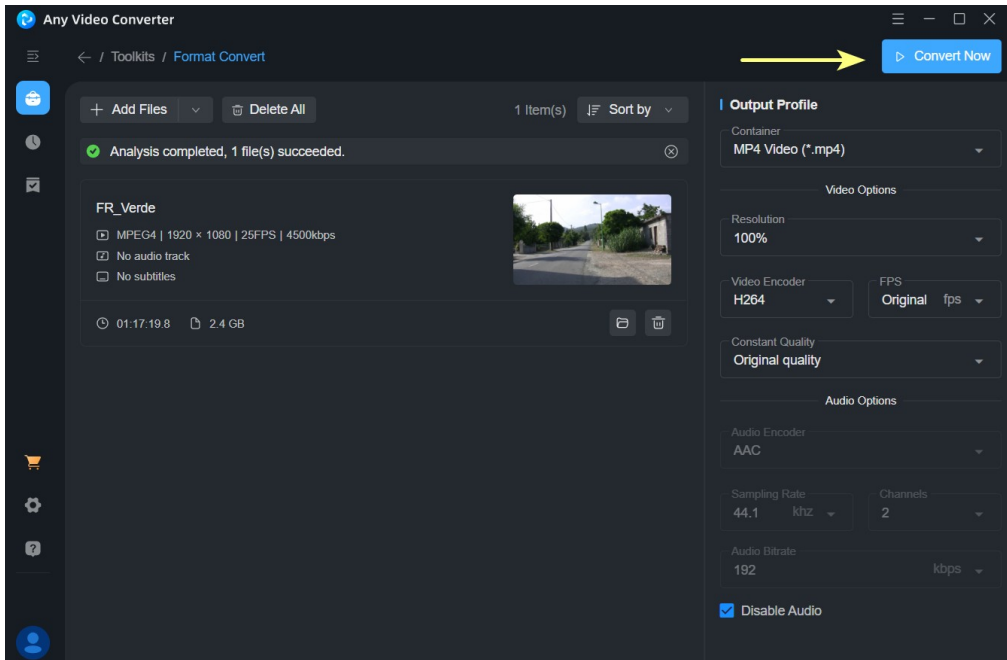 Any Video Converter
/ Toolkits / Format Convert
Convert Now
Add Files
Delete All
1 Item(s)
Sort by
Analysis completed, 1 file(s) succeeded.
FR_Verde
MPEG4 | 1920 × 1080 | 25FPS | 4500kbps
No audio track
No subtitles
01:17:19.8 2.4 GB
Output Profile
Container
MP4 Video (*.mp4)
Video Options
Resolution
100%
Video Encoder
H264
FPS
Original fps
Constant Quality
Original quality
Audio Options
Audio Encoder
AAC
Sampling Rate
44.1 khz
Channels
2
Audio Bitrate
192 kbps
Disable Audio